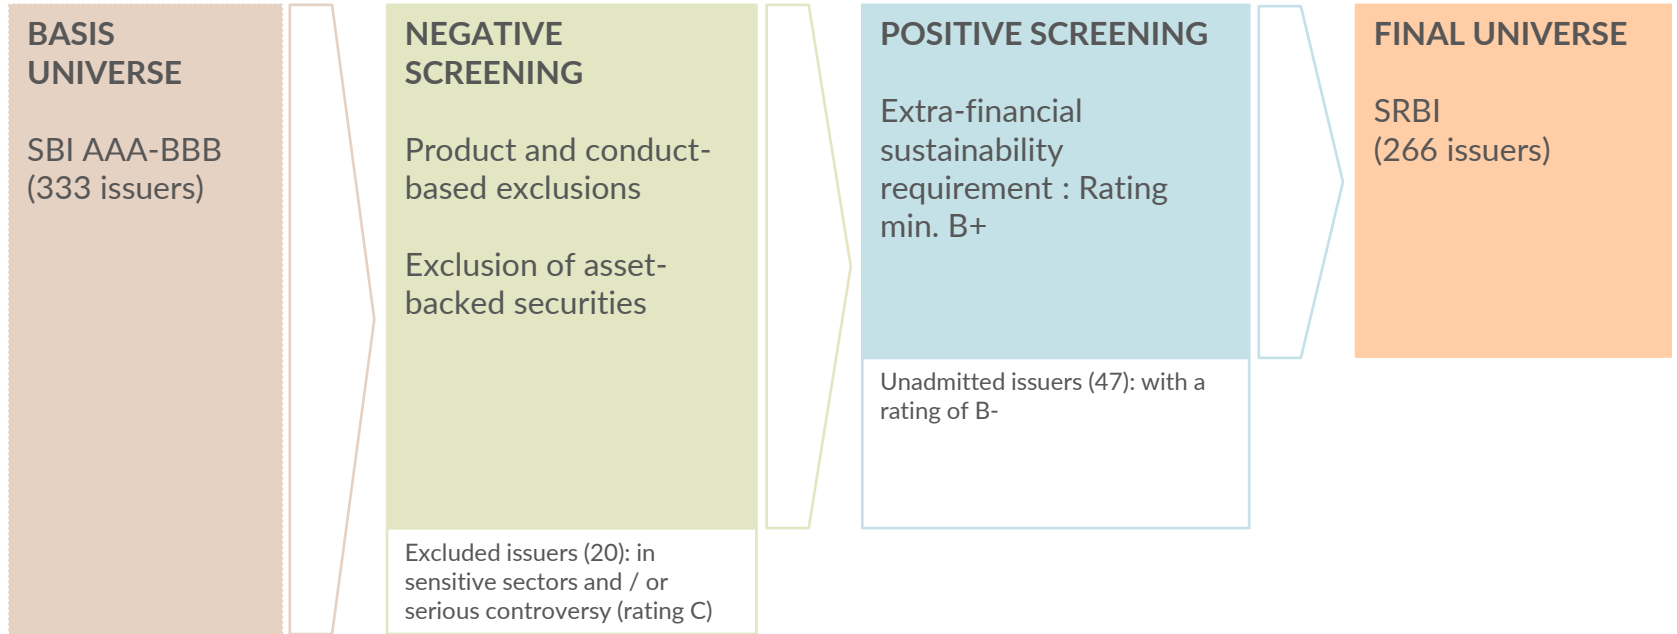 BASIS
UNIVERSE
SBI AAA-BBB
(333 issuers)
NEGATIVE
SCREENING
Product and conduct-
based exclusions
Exclusion of asset-
backed securities
Excluded issuers (20): in
sensitive sectors and / or
serious controversy (rating C)
POSITIVE SCREENING
Extra-financial
sustainability
requirement : Rating
min. B+
Unadmitted issuers (47): with a
rating of B-
FINAL UNIVERSE
SRBI
(266 issuers)